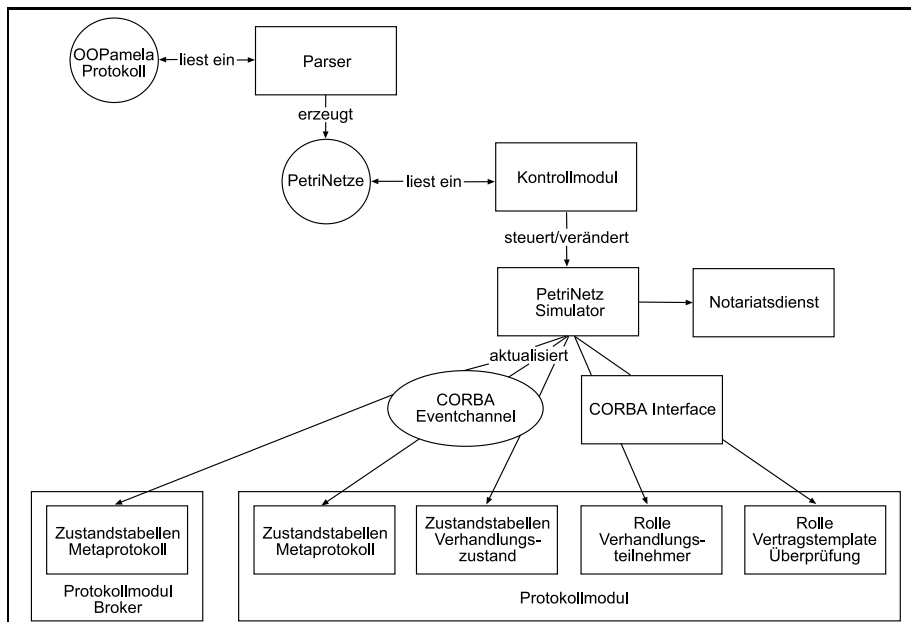 OOPamela
Protokoll
liest ein
Parser
erzeugt
PetriNetze
liest ein
Kontrollmodul
steuert/verändert
PetriNetz
Simulator
Notariatsdienst
aktualisiert
CORBA
Eventchannel
CORBA Interface
Zustandstabellen
Metaprotokoll
Protokollmodul
Broker
Zustandstabellen
Metaprotokoll
Zustandstabellen
Verhandlungs-
zustand
Rolle
Verhandlungs-
teilnehmer
Rolle
Vertragstemplate
Überprüfung
Protokollmodul